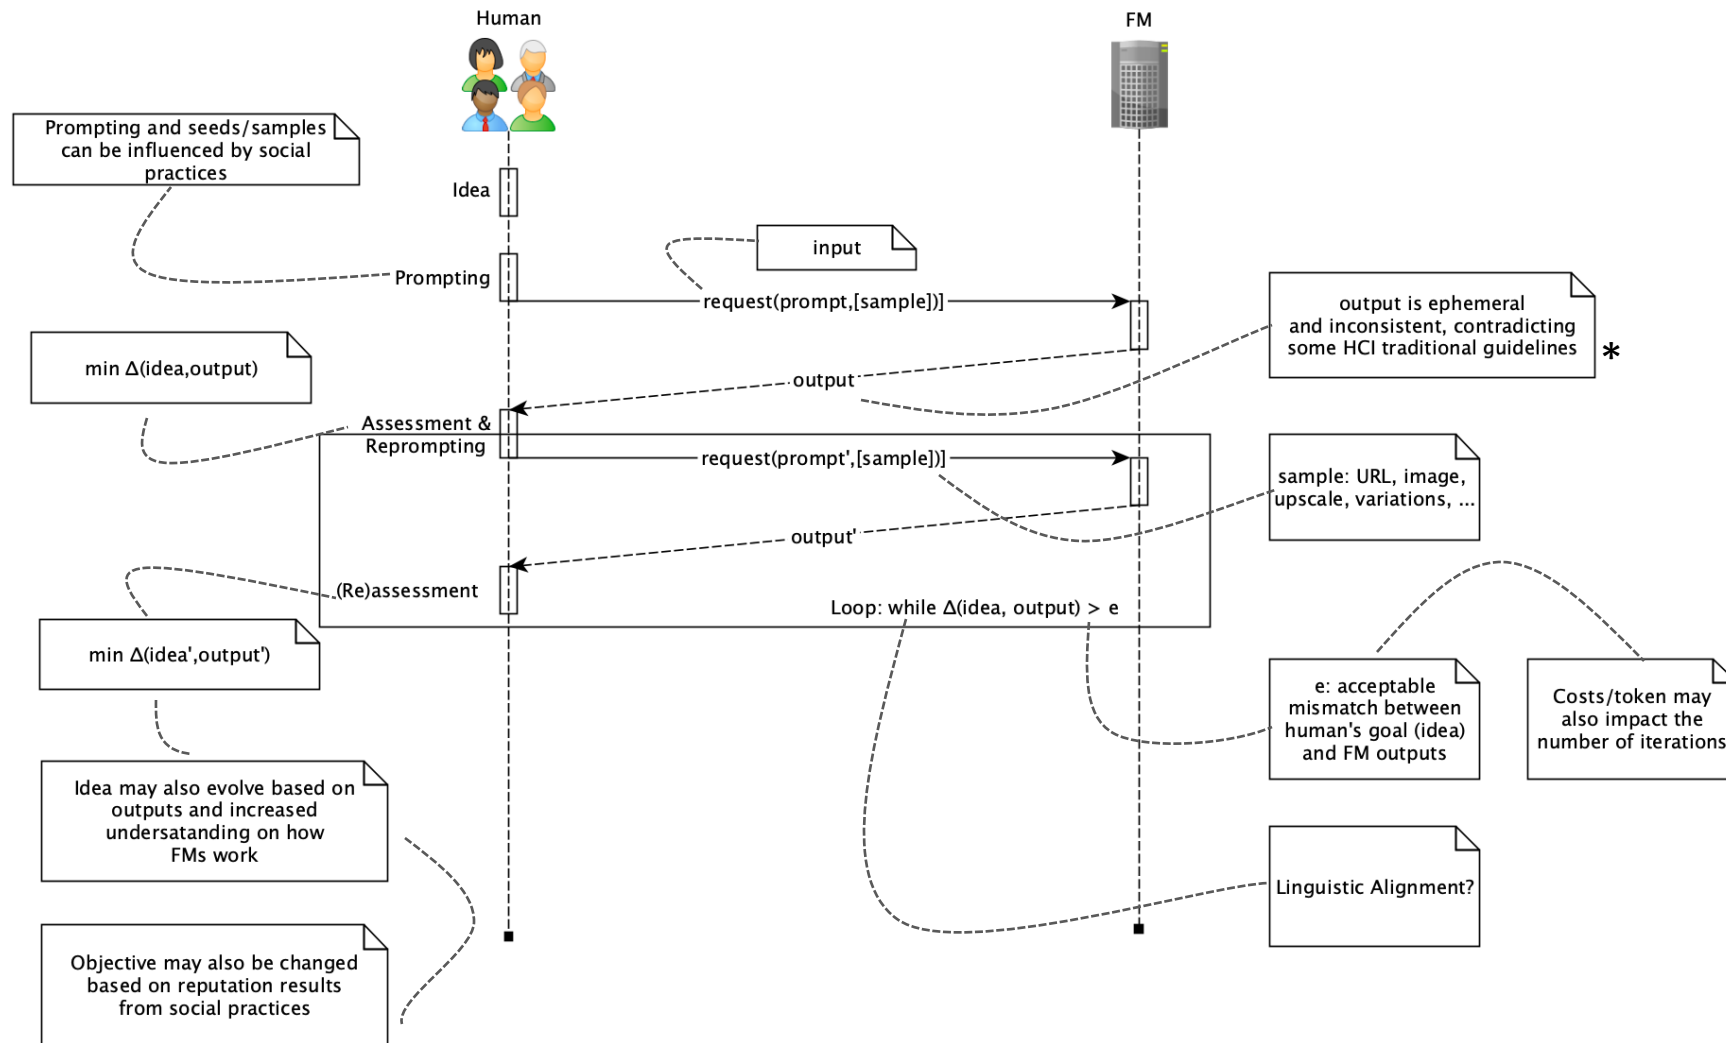 Human
FM
Prompting and seeds/samples
can be influenced by social
practices
Idea
input
Prompting
request(prompt,[sample])]
output is ephemeral
and inconsistent, contradicting
some HCI traditional guidelines
*
min Δ(idea,output)
output
Assessment &
Reprompting
request(prompt',[sample])]
sample: URL, image,
upscale, variations, ...
output'
(Re)assessment
Loop: while Δ(idea, output) > e
min Δ(idea',output')
e: acceptable
mismatch between
human's goal (idea)
and FM outputs
Costs/token may
also impact the
number of iterations
Idea may also evolve based on
outputs and increased
undersatanding on how
FMs work
Linguistic Alignment?
Objective may also be changed
based on reputation results
from social practices